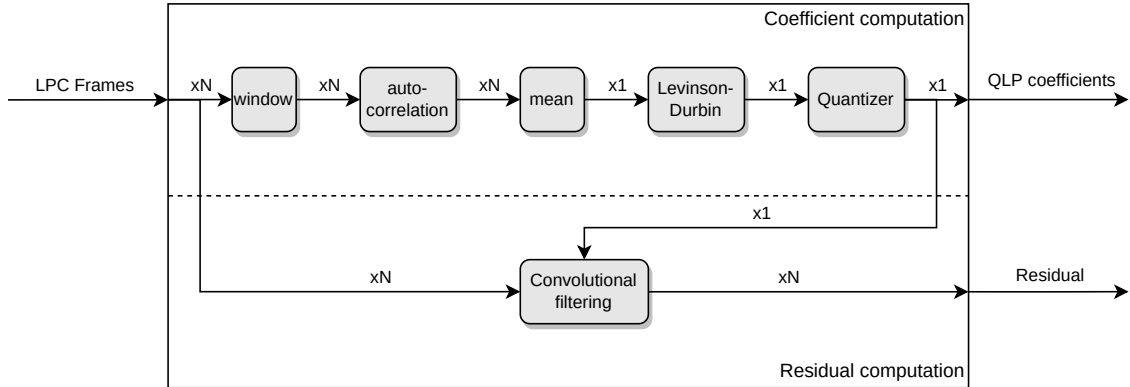 Coefficient computation
LPC Frames
xN
window
xN
auto-
correlation
xN
mean
x1
Levinson-
Durbin
x1
Quantizer
x1
QLP coefficients
x1
xN
Convolutional
filtering
xN
Residual
Residual computation